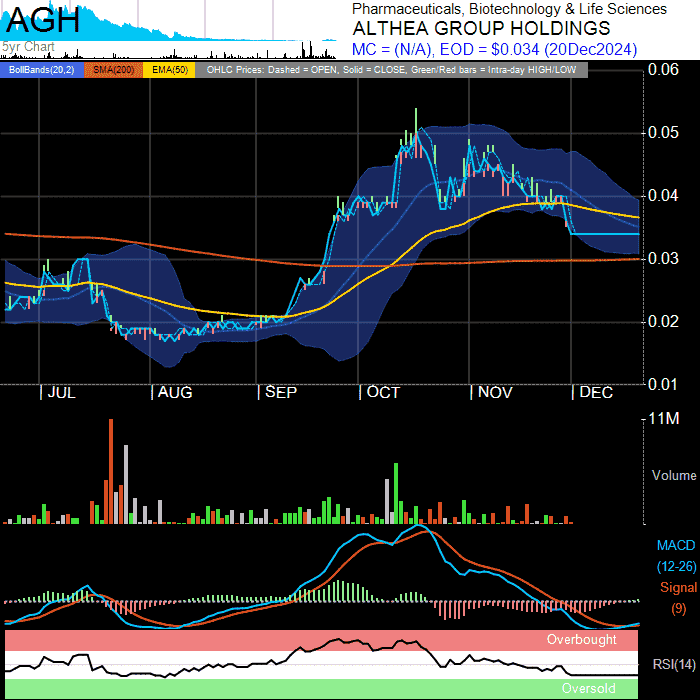 AGH
Pharmaceuticals, Biotechnology & Life Sciences
ALTHEA GROUP HOLDINGS
MC = (N/A), EOD = $0.034 (20Dec2024)
5yr Chart
BollBands(20,2) SMA(200) EMA(50) OHLC Prices: Dashed = OPEN, Solid = CLOSE, Green/Red bars = Intra-day HIGH/LOW
0.06
0.05
0.04
0.03
0.02
0.01
JUL AUG SEP OCT NOV DEC
11M
Volume
MACD
(12-26)
Signal
(9)
Overbought
RSI(14)
Oversold